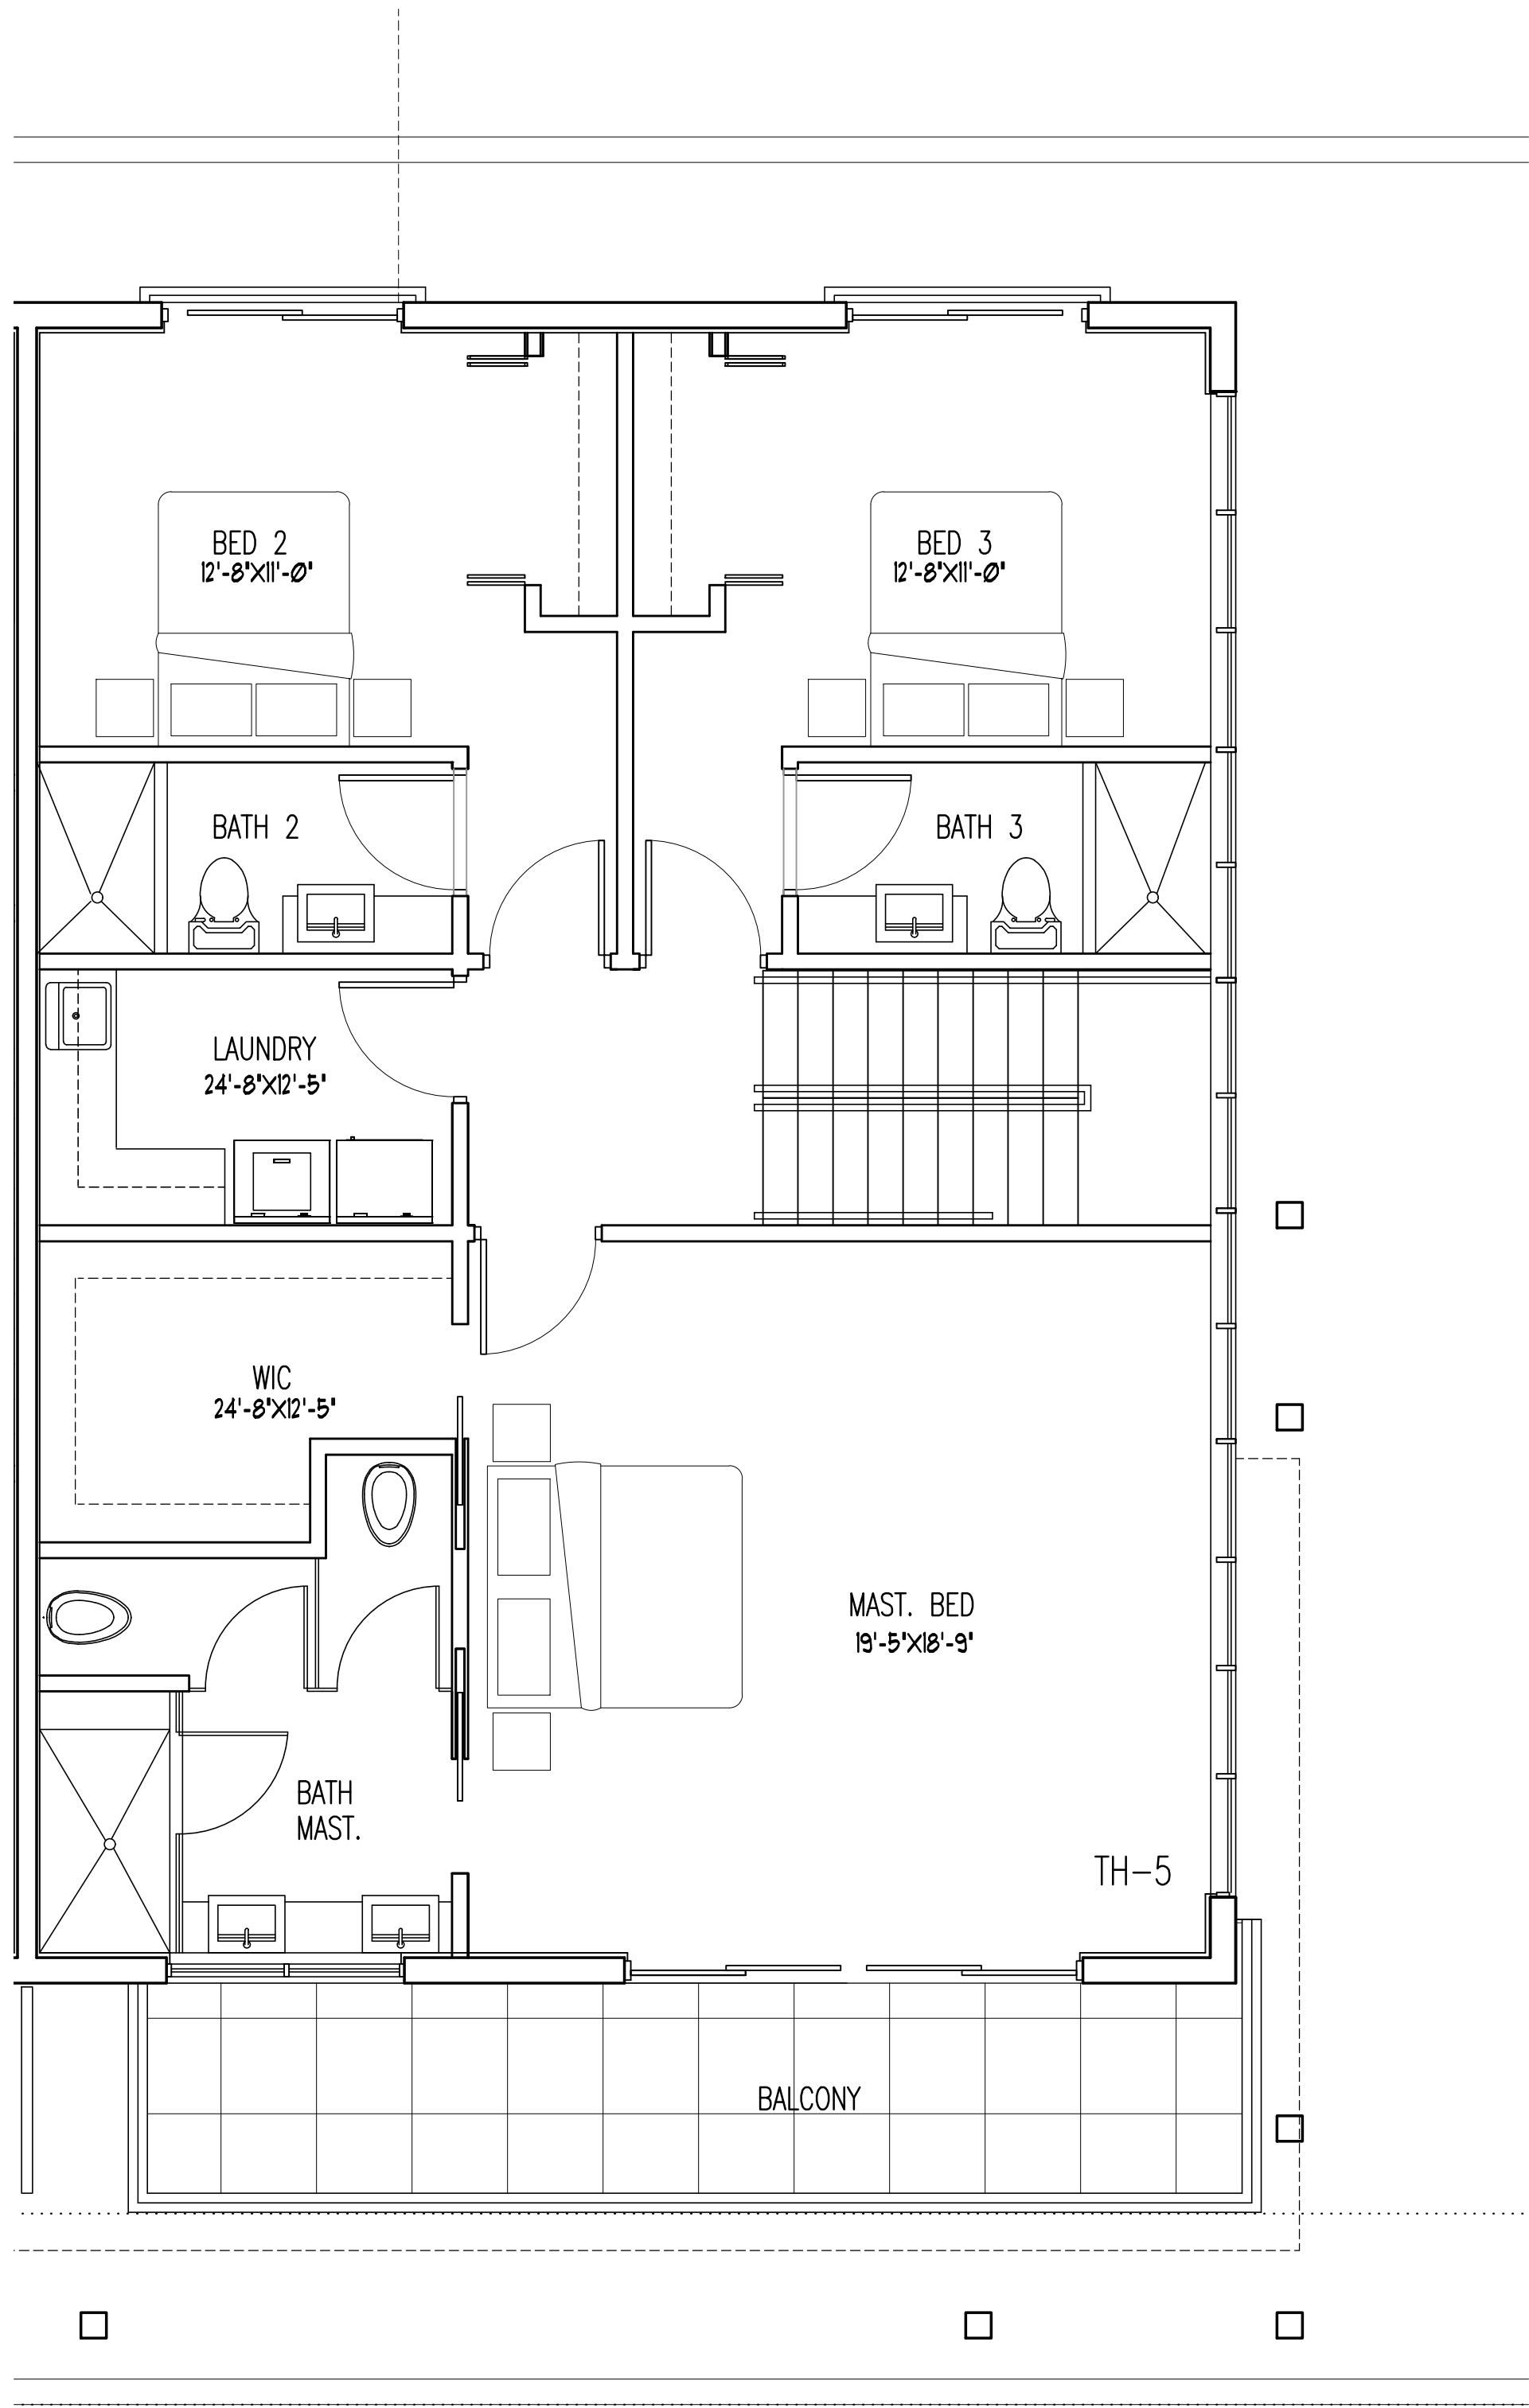 BED 2
12'-8"X11'-0"
BED 3
12'-8"X11'-0"
BATH 2
BATH 3
LAUNDRY
24'-8"X12'-5"
WIC
24'-8"X12'-5"
MAST. BED
19'-5"X18'-9"
BATH
MAST.
TH-5
BALCONY